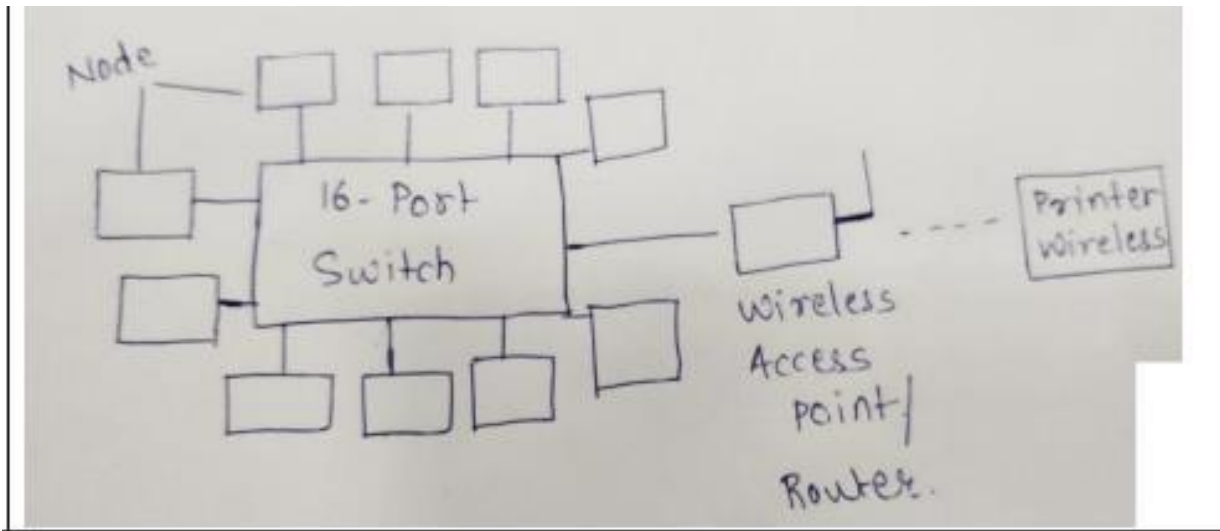 Node
16-Port
Switch
Wireless
Access
Point/
Router.
Printer
Wireless